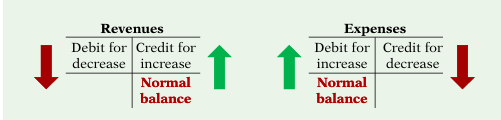 Revenues
Debit for Credit for
decrease increase
Normal
balance
Expenses
Debit for Credit for
increase decrease
Normal
balance